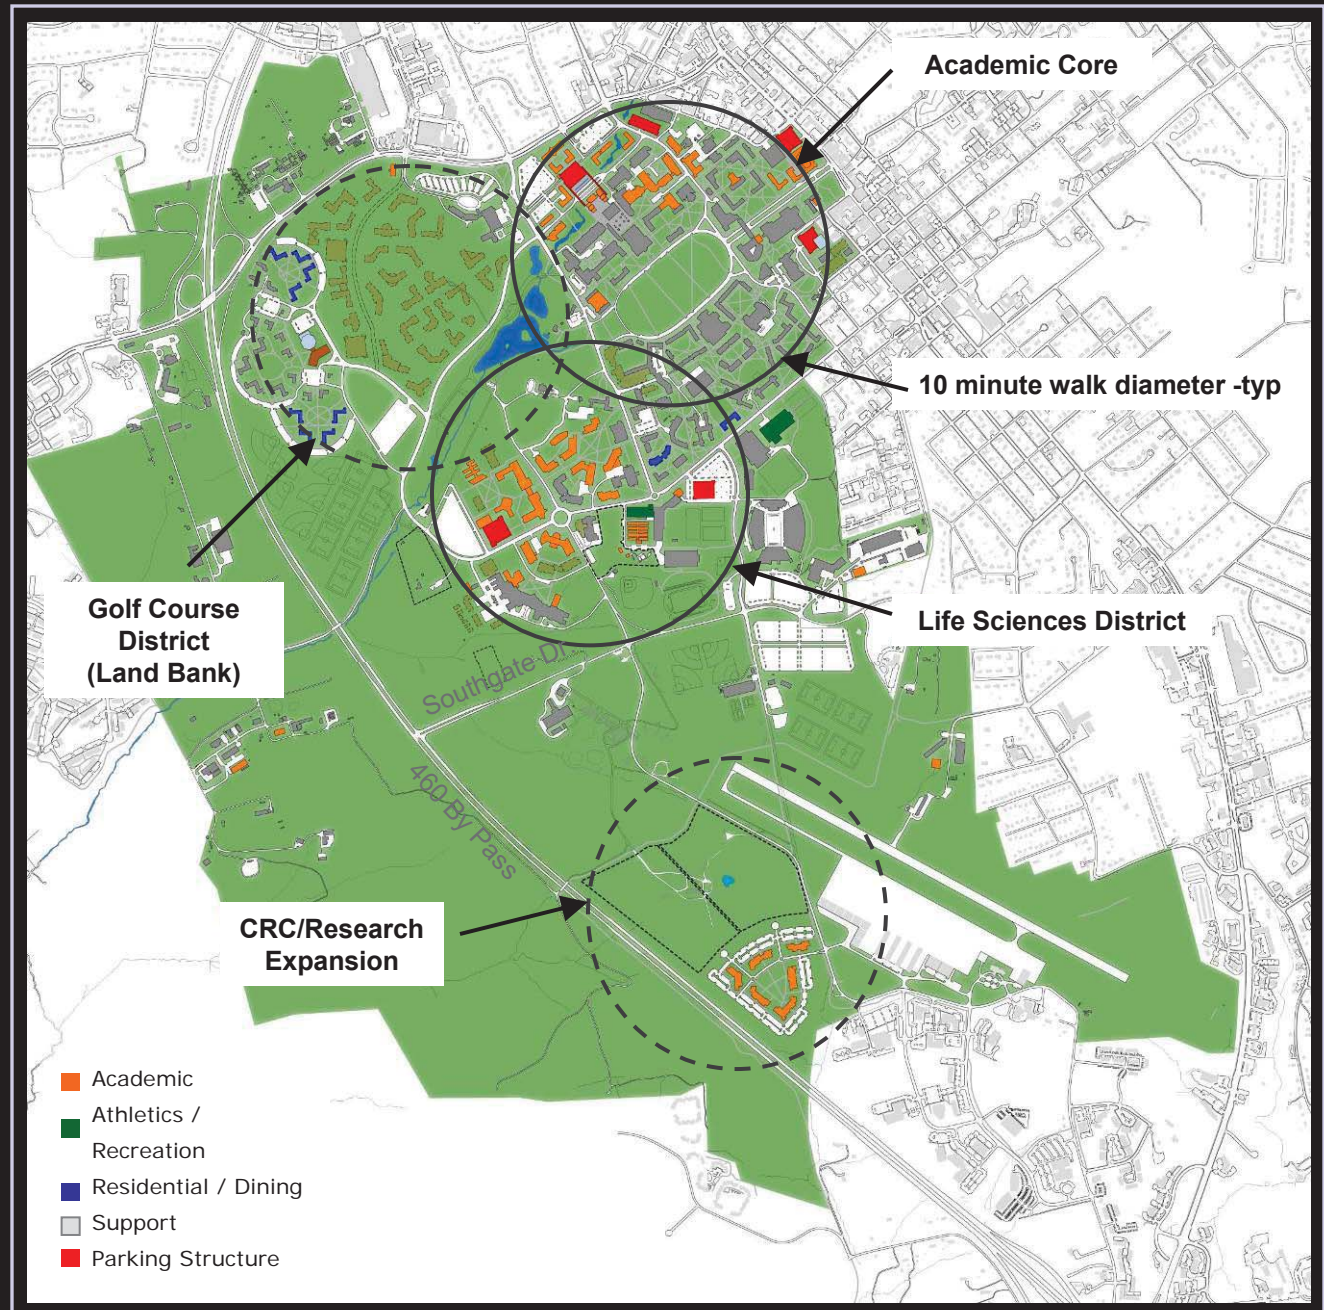 Academic Core
10 minute walk diameter -typ
Golf Course
District
(Land Bank)
Life Sciences District
Southgate Dr
460 By Pass
CRC/Research
Expansion
Academic
Athletics /
Recreation
Residential / Dining
Support
Parking Structure